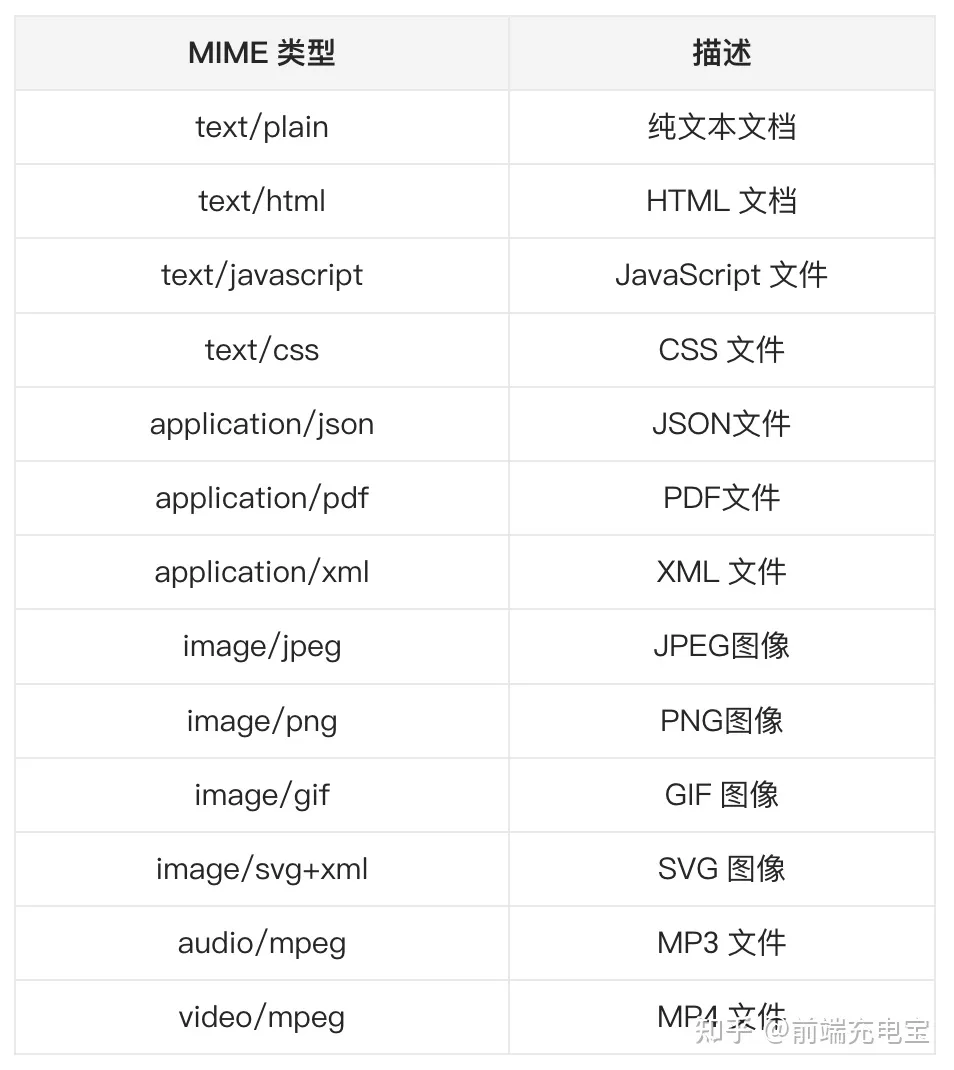 MIME 类型 描述
text/plain 纯文本文档
text/html HTML 文档
text/javascript JavaScript 文件
text/css CSS 文件
application/json JSON文件
application/pdf PDF文件
application/xml XML 文件
image/jpeg JPEG图像
image/png PNG图像
image/gif GIF 图像
image/svg+xml SVG 图像
audio/mpeg MP3 文件
video/mpeg MP4 文件
知乎 @前端充电宝